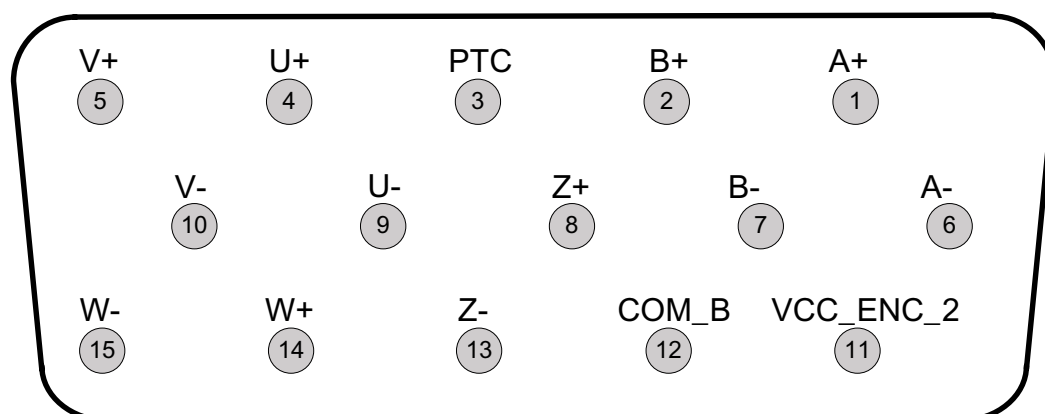 V+ U+ PTC B+ A+
5 4 3 2 1
V- U- Z+ B- A-
10 9 8 7 6
W- W+ Z- COM_B VCC_ENC_2
15 14 13 12 11